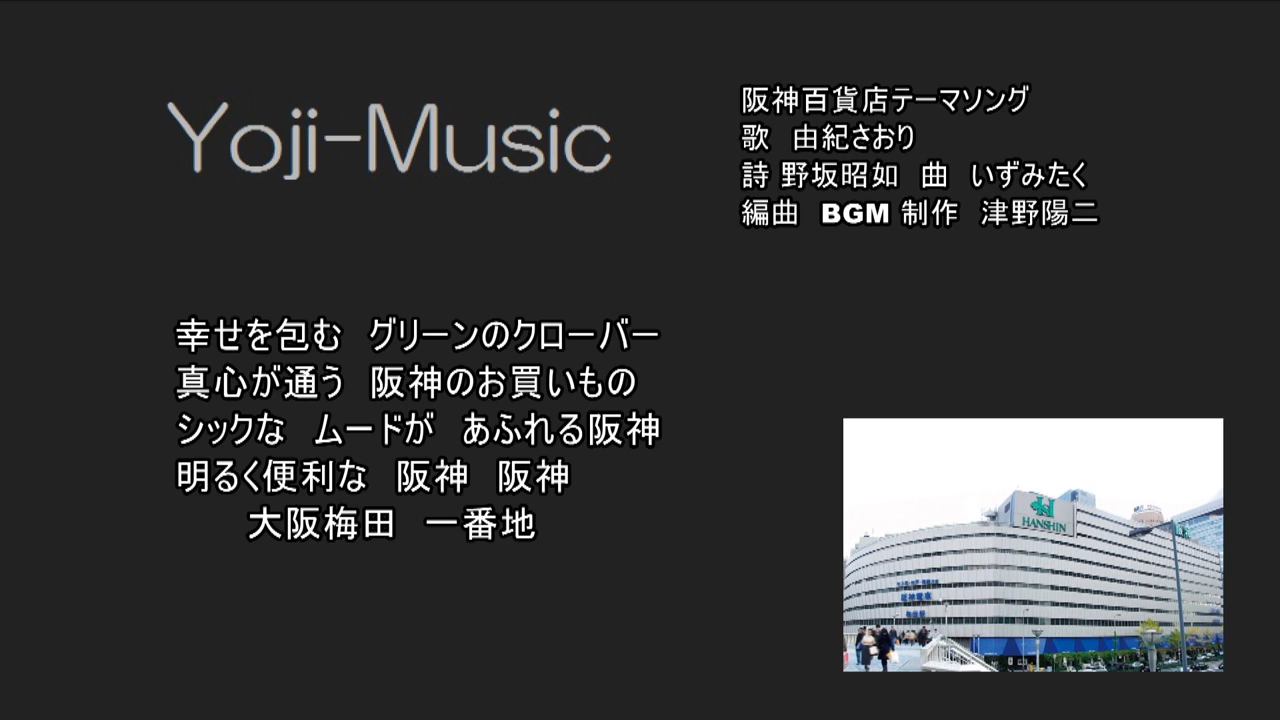 Yoji-Music
阪神百貨店テーマソング
歌　由紀さおり
詩 野坂昭如　曲　いずみたく
編曲　BGM 制作　津野陽二
幸せを包む　グリーンのクローバー
真心が通う　阪神のお買いもの
シックな　ムードが　あふれる阪神
明るく便利な　阪神　阪神
大阪梅田　一番地
HANSHIN
阪神電車